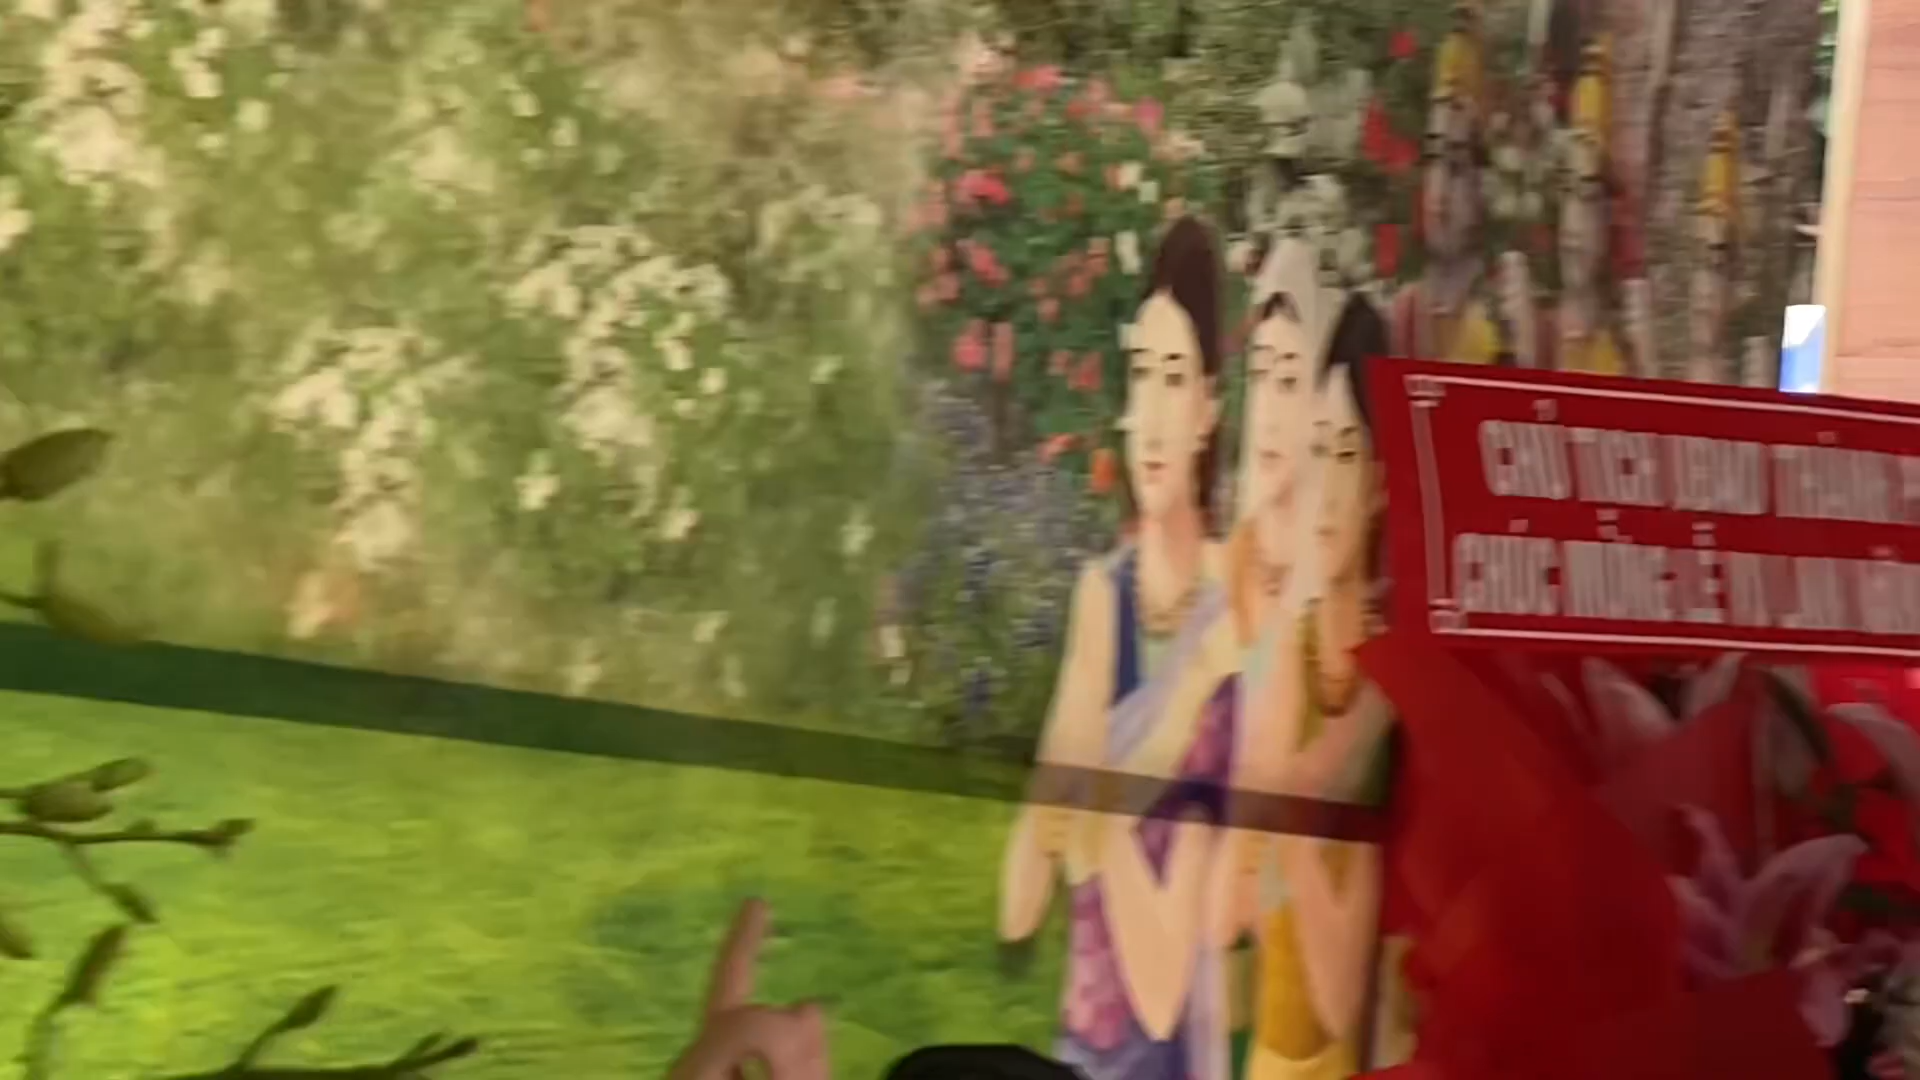 CHỦ TỊCH UBND THÀNH
CHÚC MỪNG LỄ VU LAN